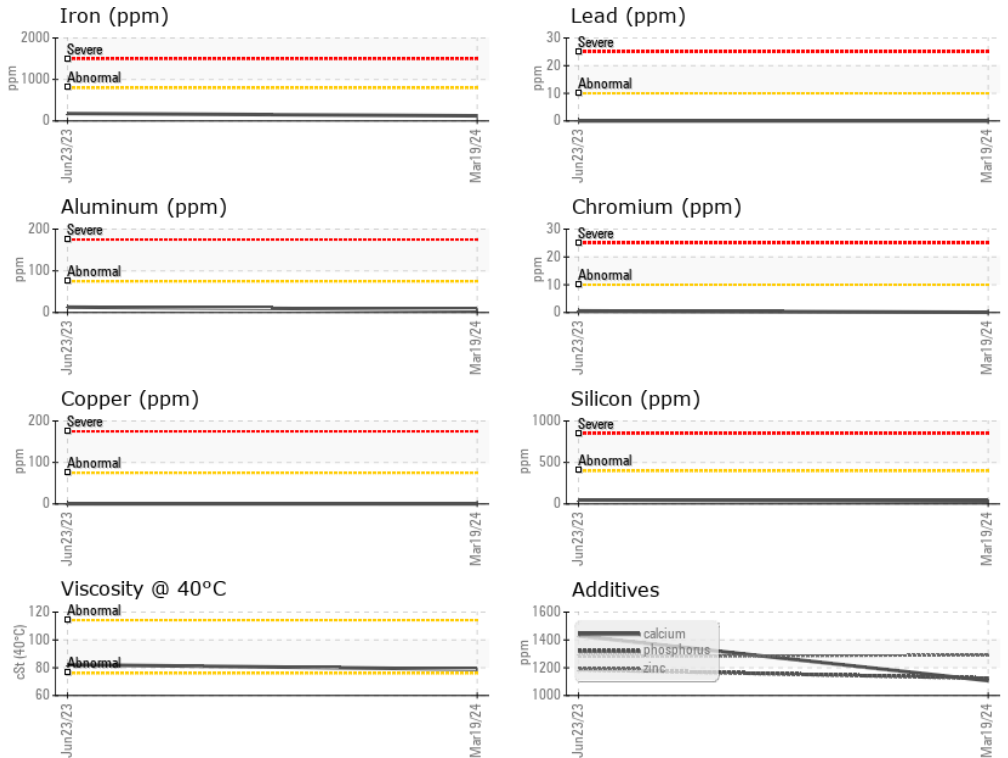 Iron (ppm)
2000
1000
0
ppm
Severe
Abnormal
Jun23/23
Mar19/24
Lead (ppm)
30
20
10
0
ppm
Severe
Abnormal
Jun23/23
Mar19/24
Aluminum (ppm)
200
100
0
ppm
Severe
Abnormal
Jun23/23
Mar19/24
Chromium (ppm)
30
20
10
0
ppm
Severe
Abnormal
Jun23/23
Mar19/24
Copper (ppm)
200
100
0
ppm
Severe
Abnormal
Jun23/23
Mar19/24
Silicon (ppm)
1000
500
0
ppm
Severe
Abnormal
Jun23/23
Mar19/24
Viscosity @ 40°C
120
100
80
60
cSt (40°C)
Abnormal
Abnormal
Jun23/23
Mar19/24
Additives
1600
1400
1200
1000
ppm
calcium
phosphorus
zinc
Jun23/23
Mar19/24